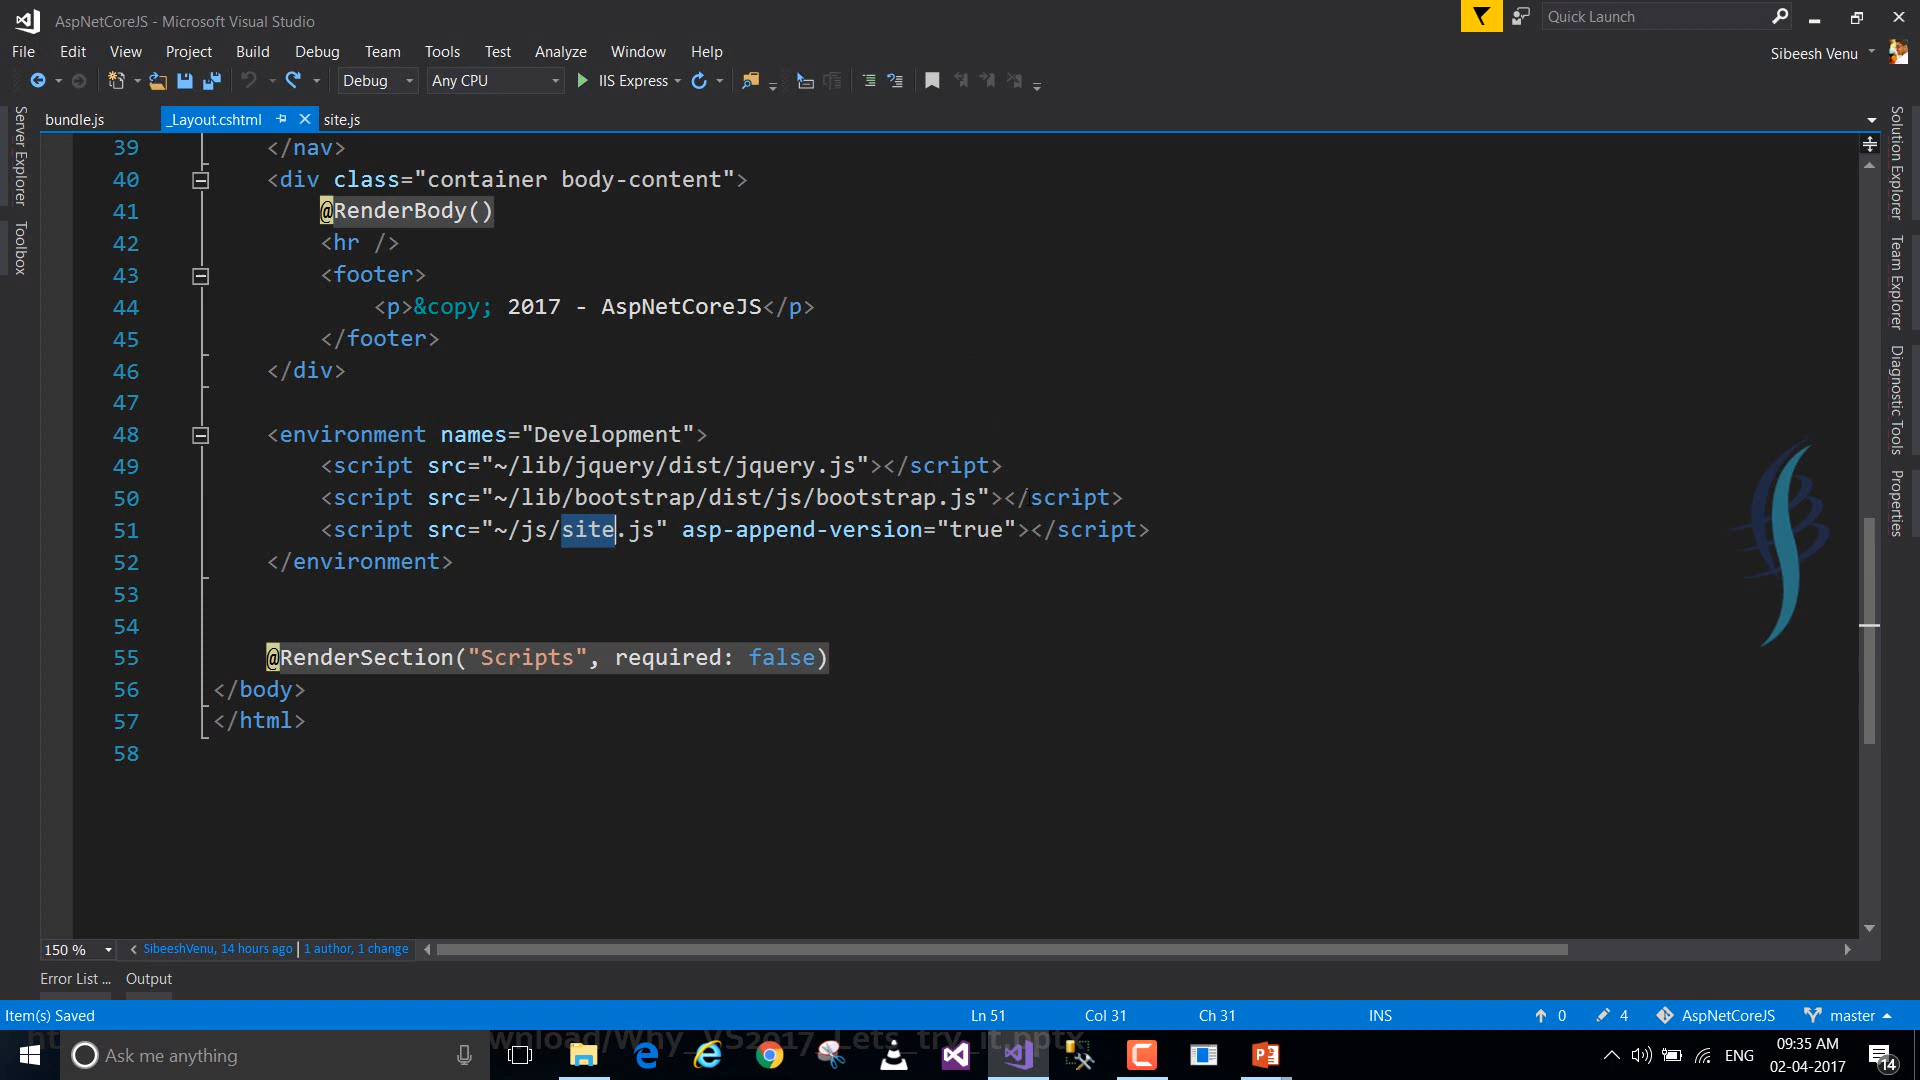 AspNetCoreJS - Microsoft Visual Studio
Quick Launch
File Edit View Project Build Debug Team Tools Test Analyze Window Help
Sibeesh Venu
Debug Any CPU IIS Express
Server Explorer
Toolbox
bundle.js _Layout.cshtml site.js
Solution Explorer
Team Explorer
Diagnostic Tools
Properties
39 </nav>
40 <div class="container body-content">
41 @RenderBody()
42 <hr />
43 <footer>
44 <p>&copy; 2017 - AspNetCoreJS</p>
45 </footer>
46 </div>
47
48 <environment names="Development">
49 <script src="~/lib/jquery/dist/jquery.js"></script>
50 <script src="~/lib/bootstrap/dist/js/bootstrap.js"></script>
51 <script src="~/js/site.js" asp-append-version="true"></script>
52 </environment>
53
54
55 @RenderSection("Scripts", required: false)
56 </body>
57 </html>
58
150 % SibeeshVenu, 14 hours ago | 1 author, 1 change
Error List ... Output
Item(s) Saved Ln 51 Col 31 Ch 31 INS 0 4 AspNetCoreJS master
wnload/Why_VS2017_Lets_try_it.pptx
Ask me anything
ENG
09:35 AM
02-04-2017
14